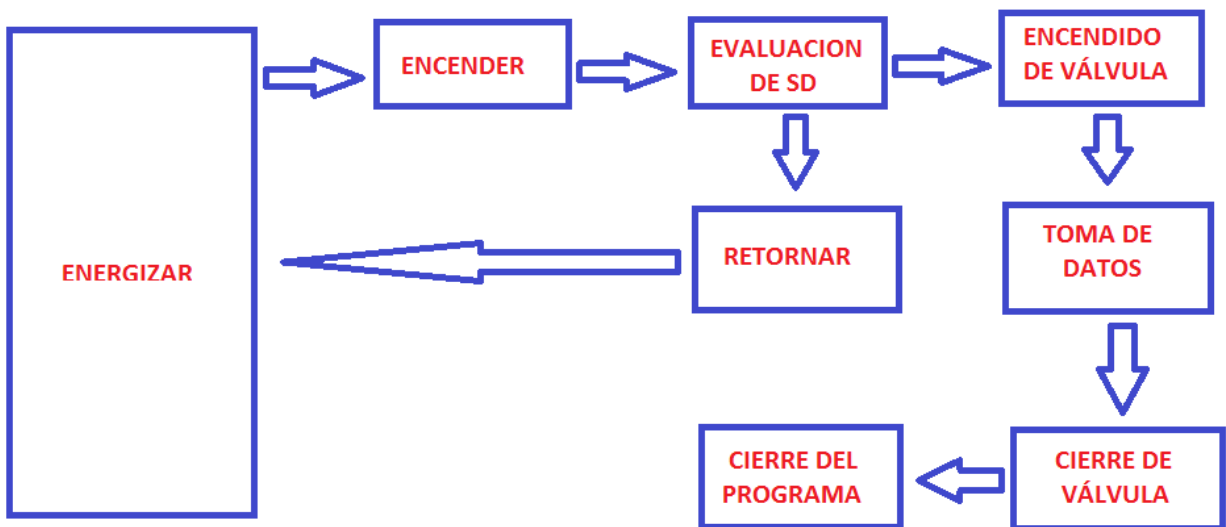 ENERGIZAR
ENCENDER
EVALUACION
DE SD
ENCENDIDO
DE VÁLVULA
RETORNAR
TOMA DE
DATOS
CIERRE DEL
PROGRAMA
CIERRE DE
VÁLVULA